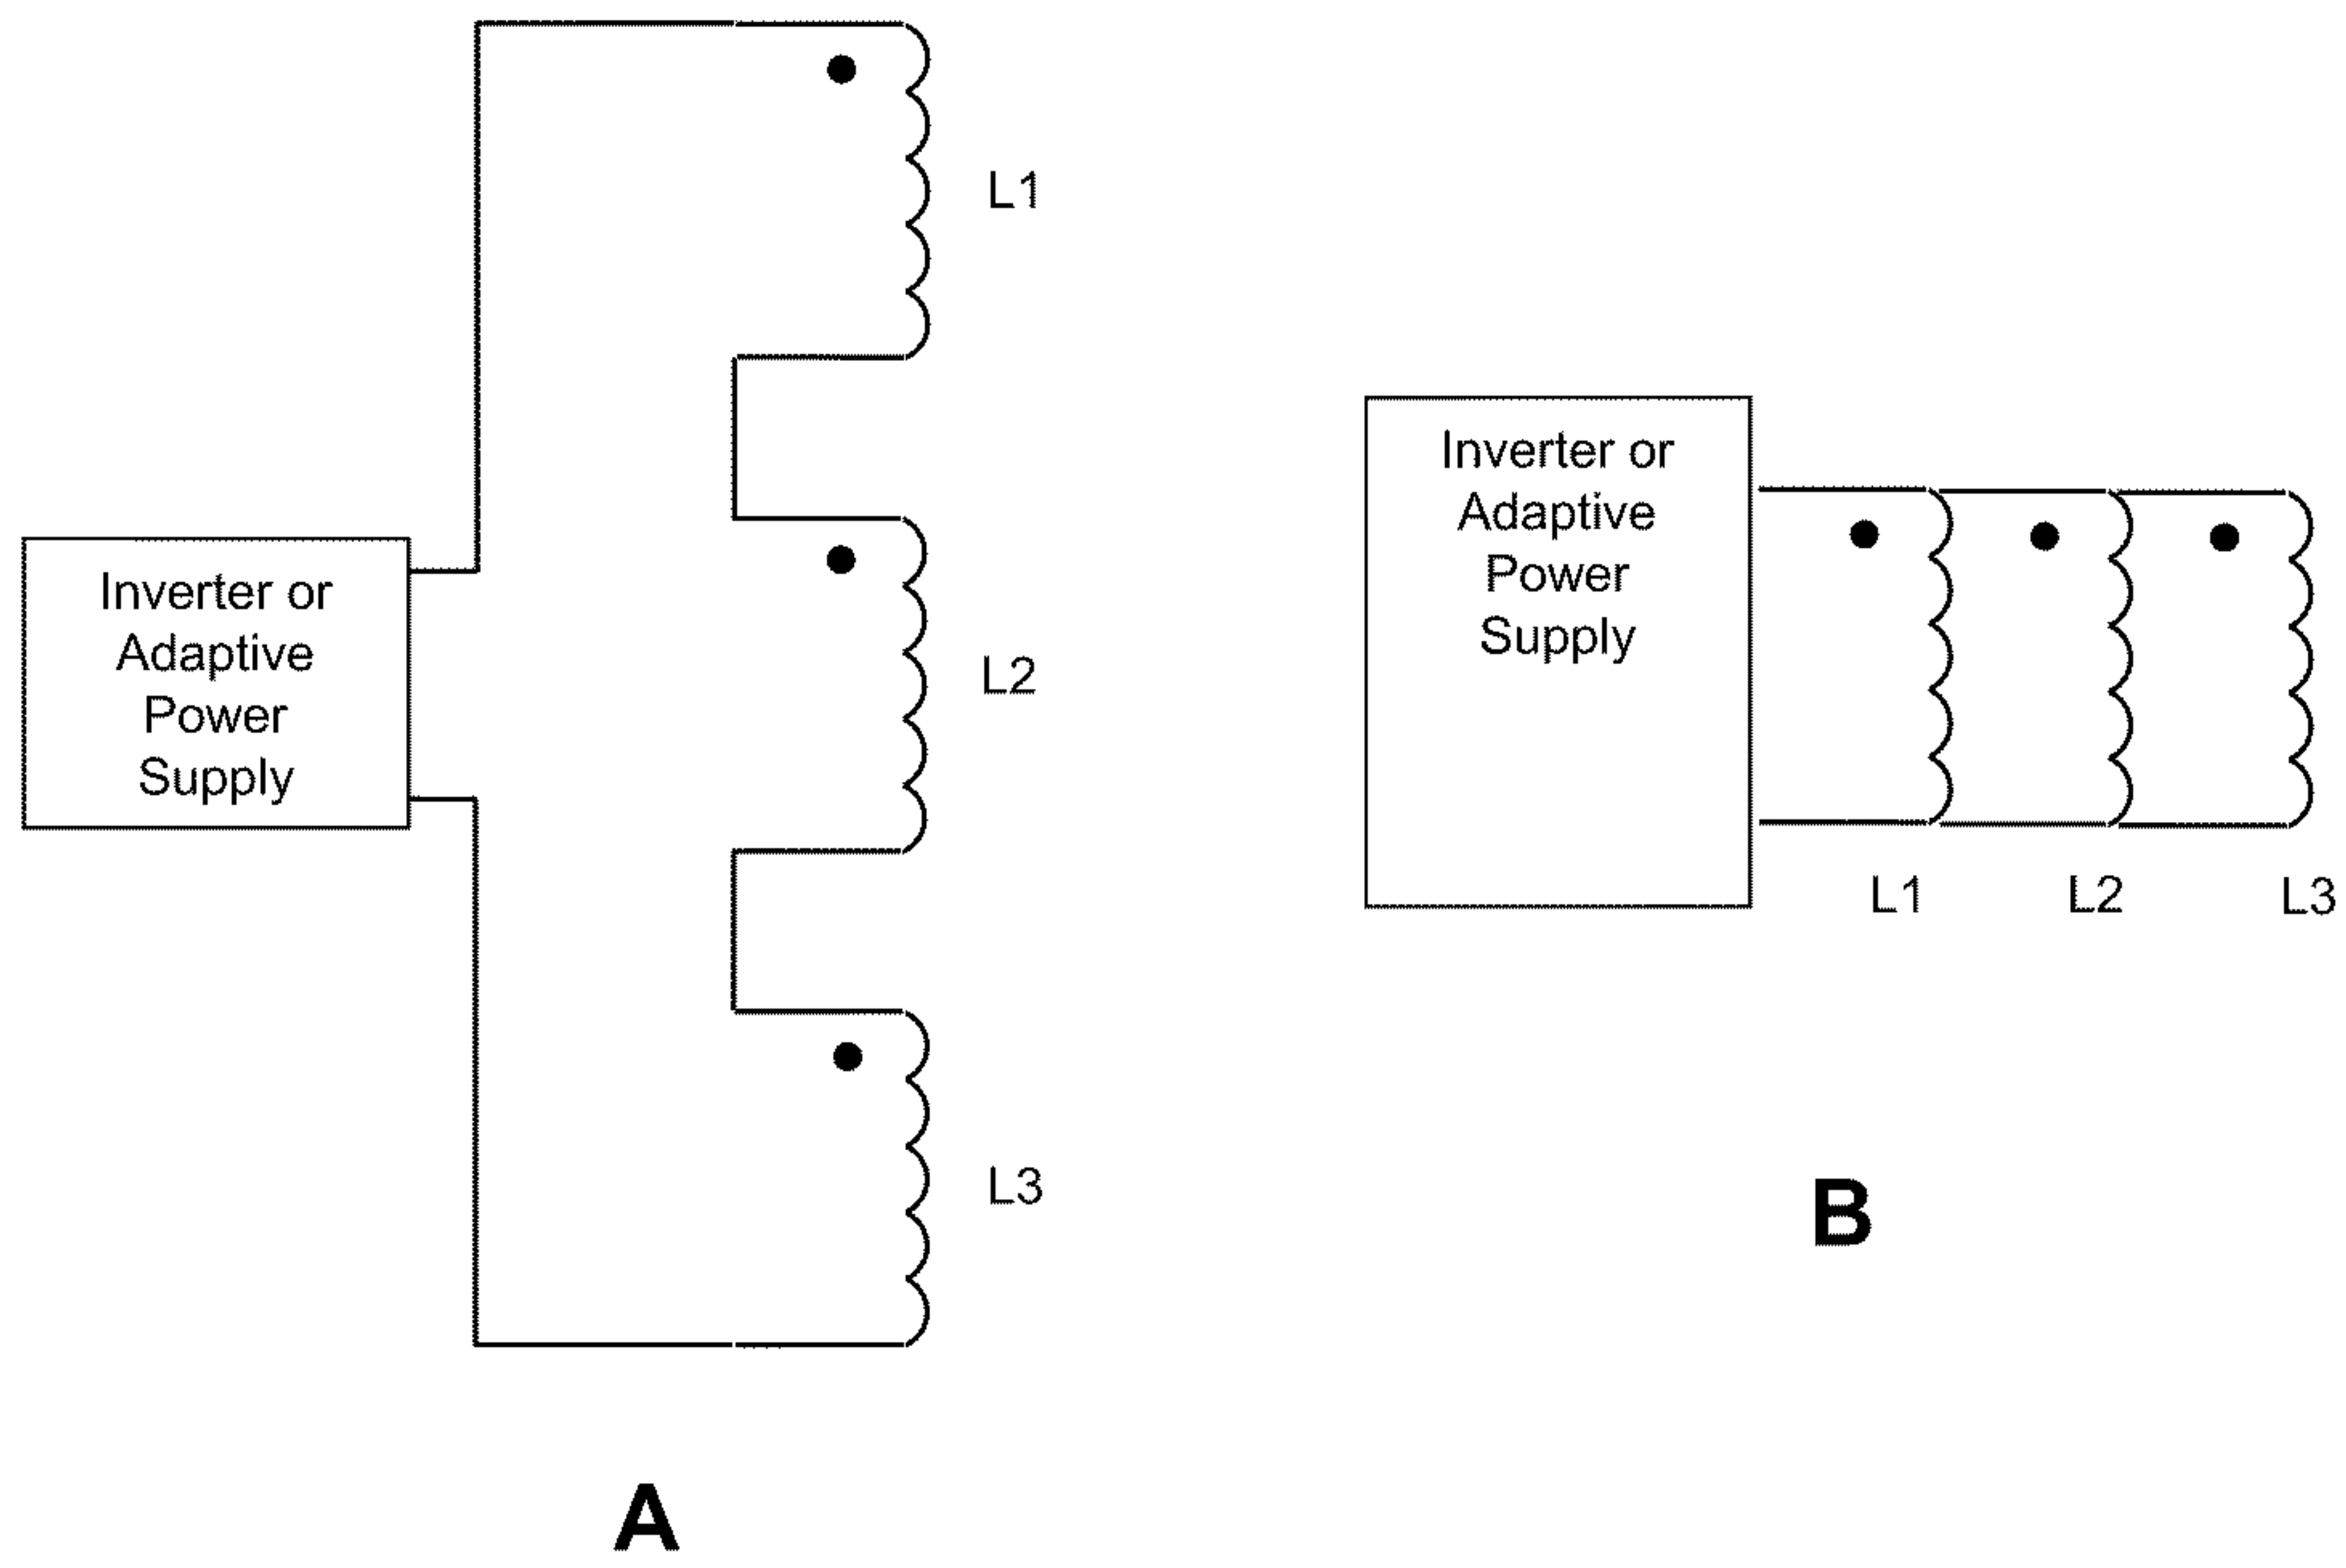 L1
Inverter or
Adaptive
Power
Supply
L2
L3
A
Inverter or
Adaptive
Power
Supply
L1
L2
L3
B